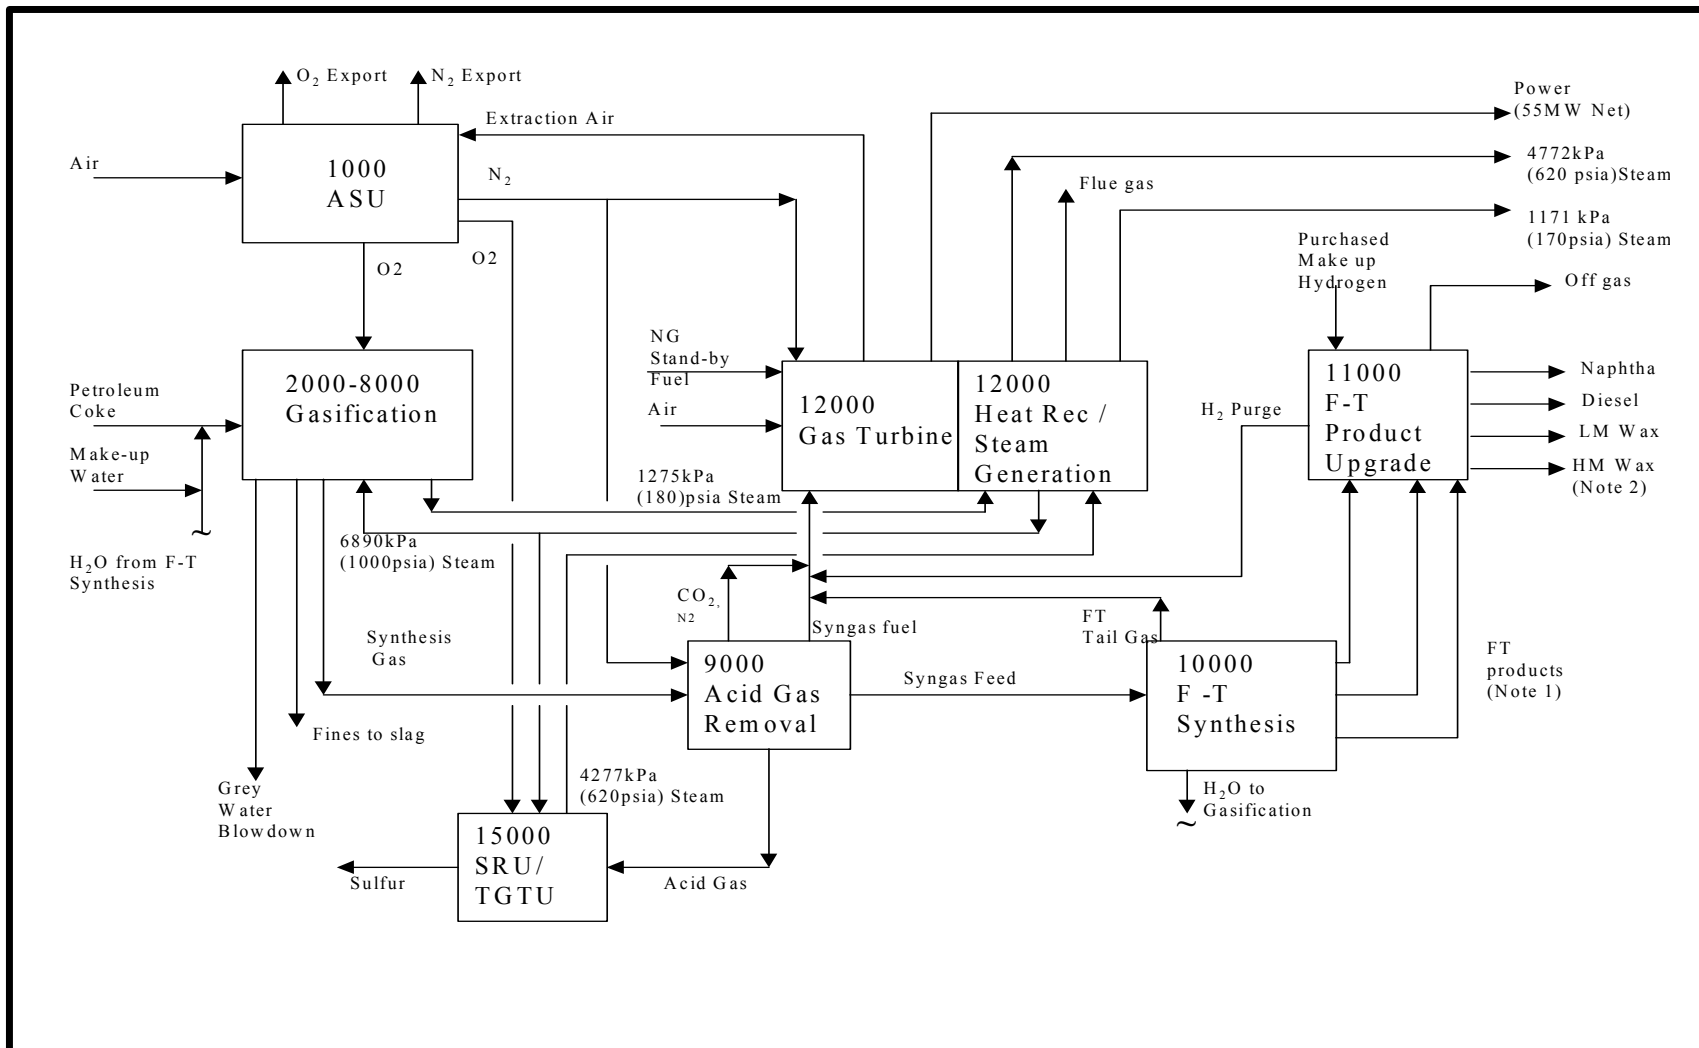 O2 Export
N2 Export
Extraction Air
Air
1000
ASU
N2
O2
O2
Power
(55MW Net)
4772kPa
(620 psia)Steam
1171 kPa
(170psia) Steam
Flue gas
Purchased
Make up
Hydrogen
Off gas
NG
Stand-by
Fuel
Air
Petroleum
Coke
Make-up
Water
2000-8000
Gasification
12000
Gas Turbine
12000
Heat Rec /
Steam
Generation
H2 Purge
11000
F-T
Product
Upgrade
Naphtha
Diesel
LM Wax
HM Wax
(Note 2)
1275kPa
(180)psia Steam
~
H2O from F-T
Synthesis
6890kPa
(1000psia) Steam
CO2,
N2
Syngas fuel
FT
Tail Gas
Synthesis
Gas
9000
Acid Gas
Removal
Syngas Feed
10000
F -T
Synthesis
FT
products
(Note 1)
Fines to slag
Grey
Water
Blowdown
4277kPa
(620psia) Steam
H2O to
Gasification
~
15000
SRU/
TGTU
Sulfur
Acid Gas